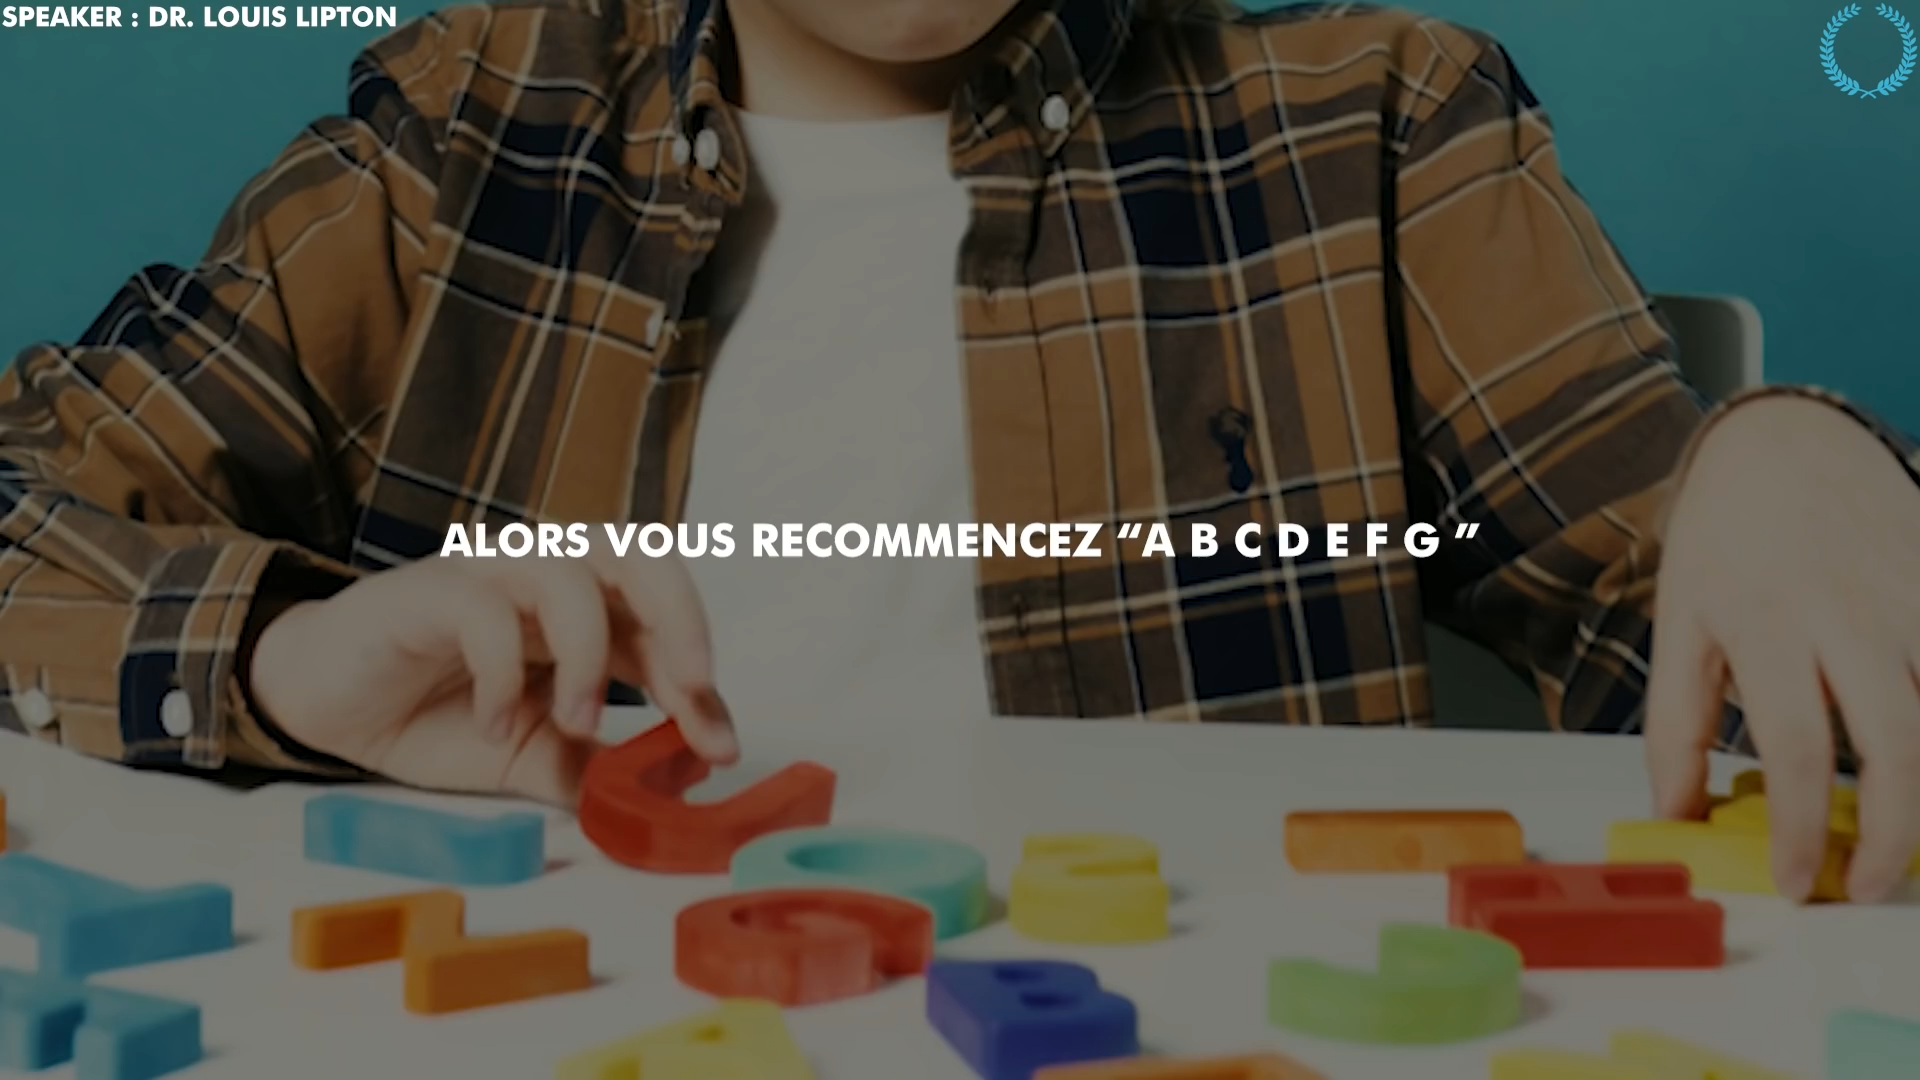 SPEAKER : DR. LOUIS LIPTON
ALORS VOUS RECOMMENCEZ “A B C D E F G ”